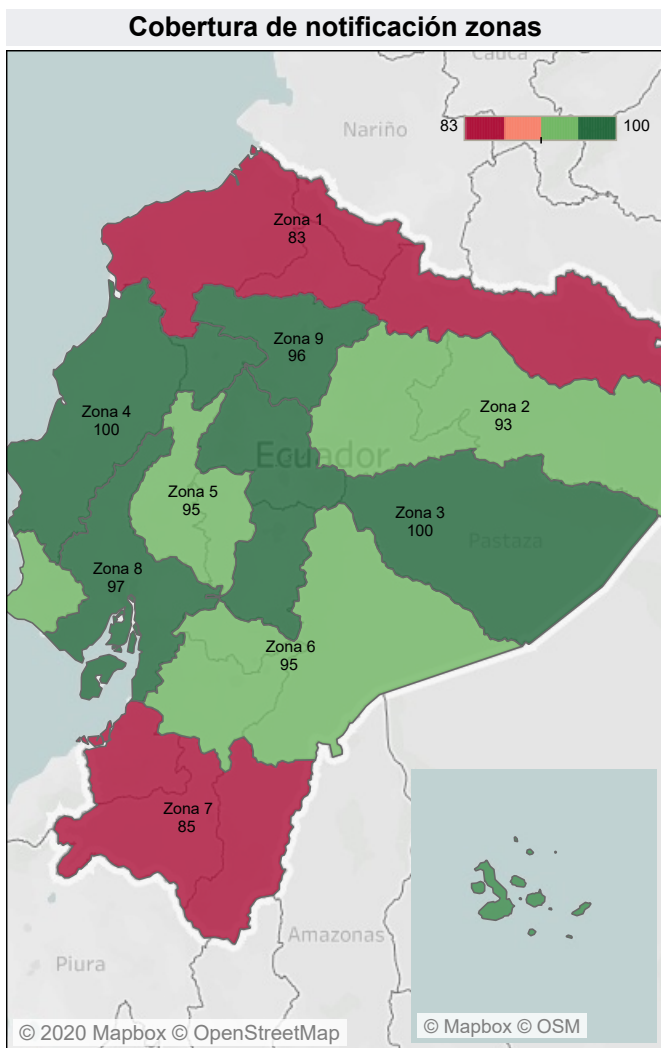 Cobertura de notificación zonas
Cauca
Nariño
83
100
Zona 1
83
Zona 9
96
Zona 4
100
Zona 2
93
Ecuador
Zona 5
95
Zona 3
100
Pastaza
Zona 8
97
Zona 6
95
Zona 7
85
Amazonas
Piura
© 2020 Mapbox © OpenStreetMap
© Mapbox © OSM